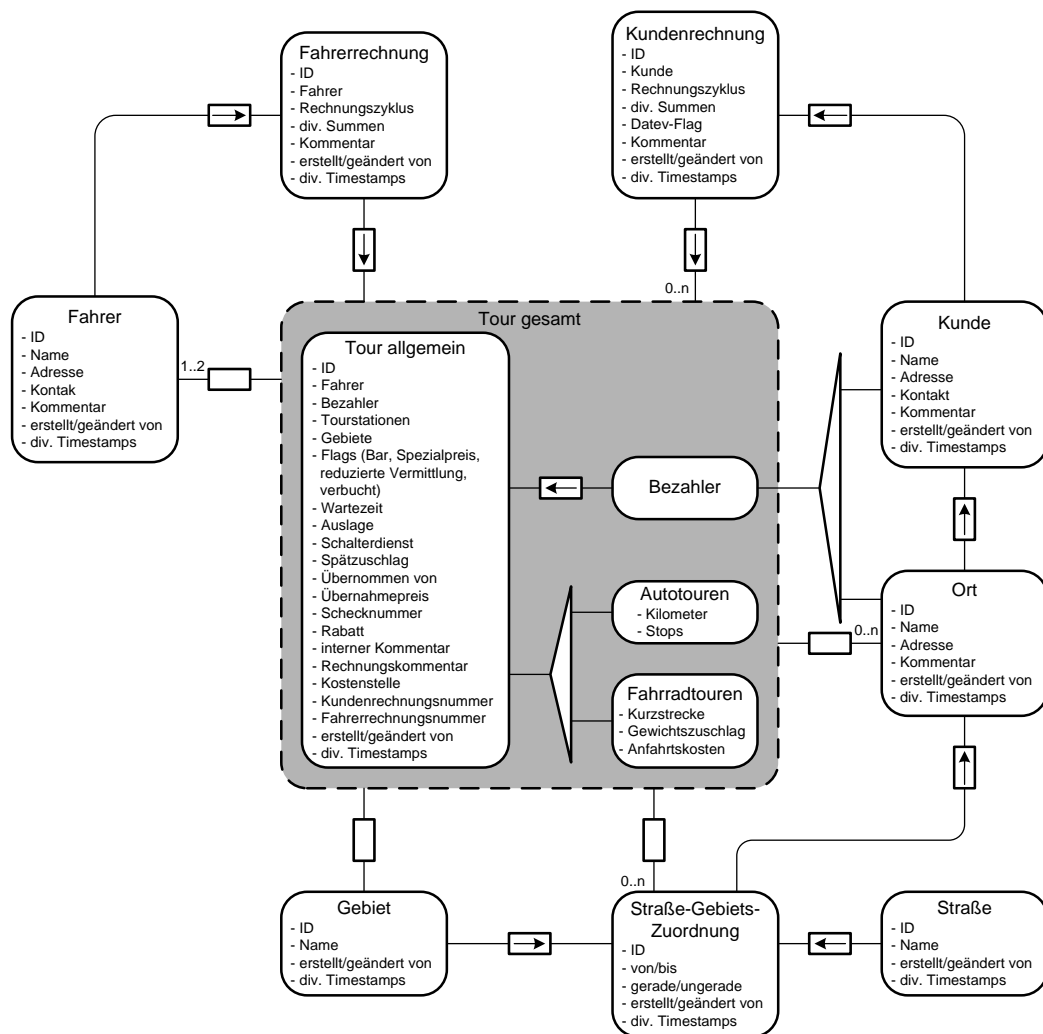 Fahrerrechnung
- ID
- Fahrer
- Rechnungszyklus
- div. Summen
- Kommentar
- erstellt/geändert von
- div. Timestamps
Kundenrechnung
- ID
- Kunde
- Rechnungszyklus
- div. Summen
- Datev-Flag
- Kommentar
- erstellt/geändert von
- div. Timestamps
0..n
Fahrer
- ID
- Name
- Adresse
- Kontak
- Kommentar
- erstellt/geändert von
- div. Timestamps
1..2
Tour gesamt
Tour allgemein
- ID
- Fahrer
- Bezahler
- Tourstationen
- Gebiete
- Flags (Bar, Spezialpreis,
reduzierte Vermittlung,
verbucht)
- Wartezeit
- Auslage
- Schalterdienst
- Spätzuschlag
- Übernommen von
- Übernahmepreis
- Schecknummer
- Rabatt
- interner Kommentar
- Rechnungskommentar
- Kostenstelle
- Kundenrechnungsnummer
- Fahrerrechnungsnummer
- erstellt/geändert von
- div. Timestamps
Bezahler
Autotouren
- Kilometer
- Stops
Fahrradtouren
- Kurzstrecke
- Gewichtszuschlag
- Anfahrtskosten
Kunde
- ID
- Name
- Adresse
- Kontakt
- Kommentar
- erstellt/geändert von
- div. Timestamps
0..n
Ort
- ID
- Name
- Adresse
- Kommentar
- erstellt/geändert von
- div. Timestamps
0..n
Gebiet
- ID
- Name
- erstellt/geändert von
- div. Timestamps
Straße-Gebiets-
Zuordnung
- ID
- von/bis
- gerade/ungerade
- erstellt/geändert von
- div. Timestamps
Straße
- ID
- Name
- erstellt/geändert von
- div. Timestamps